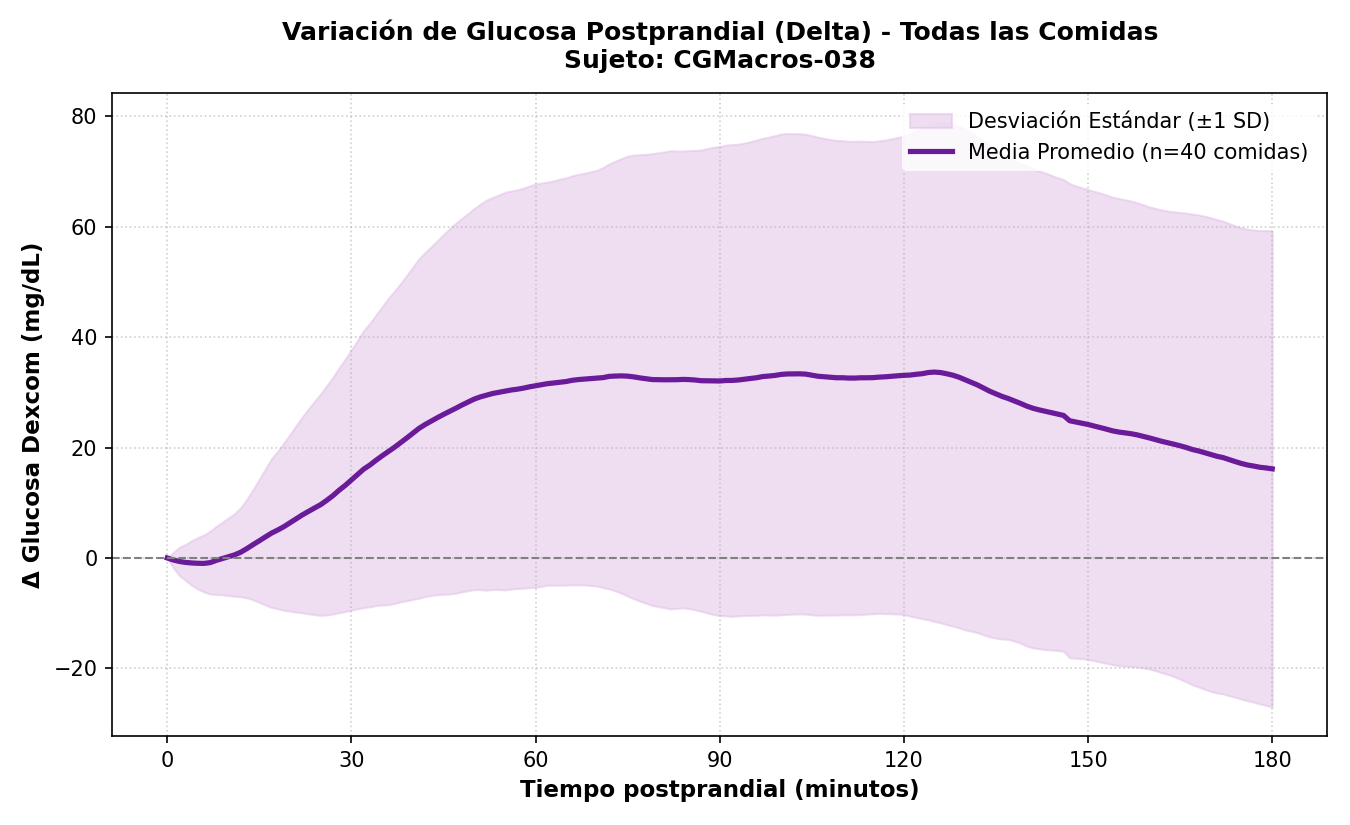 Variación de Glucosa Postprandial (Delta) - Todas las Comidas
Sujeto: CGMacros-038
Desviación Estándar (±1 SD)
Media Promedio (n=40 comidas)
Δ Glucosa Dexcom (mg/dL)
80
60
40
20
0
−20
0 30 60 90 120 150 180
Tiempo postprandial (minutos)